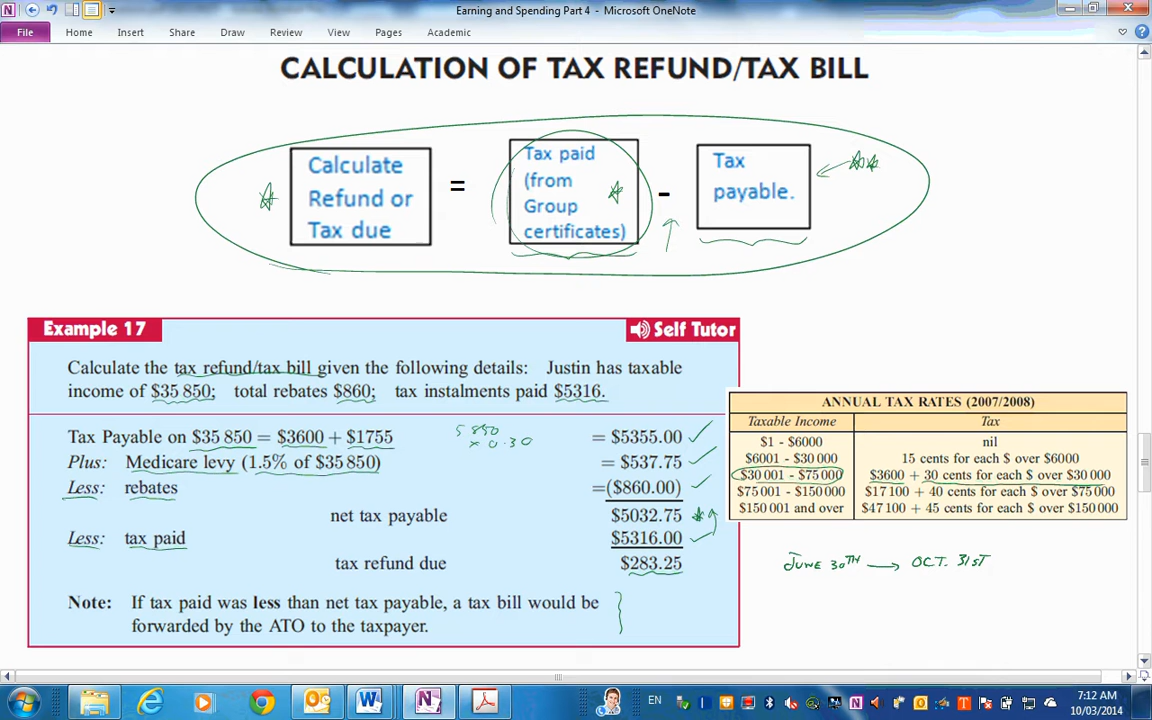 Earning and Spending Part 4 - Microsoft OneNote
File Home Insert Share Draw Review View Pages Academic
CALCULATION OF TAX REFUND/TAX BILL
Calculate
Refund or
Tax due
=
Tax paid
(from
Group
certificates)
-
Tax
payable.
Example 17
Self Tutor
Calculate the tax refund/tax bill given the following details: Justin has taxable
income of $35 850; total rebates $860; tax instalments paid $5316.
Tax Payable on $35 850 = $3600 + $1755 = $5355.00
5 850
× 0.30
Plus: Medicare levy (1.5% of $35 850) = $537.75
Less: rebates =($860.00)
net tax payable $5032.75
Less: tax paid $5316.00
tax refund due $283.25
Note: If tax paid was less than net tax payable, a tax bill would be
forwarded by the ATO to the taxpayer.
ANNUAL TAX RATES (2007/2008)
Taxable Income Tax
$1 - $6000 nil
$6001 - $30 000 15 cents for each $ over $6000
$30 001 - $75 000 $3600 + 30 cents for each $ over $30 000
$75 001 - $150 000 $17 100 + 40 cents for each $ over $75 000
$150 001 and over $47 100 + 45 cents for each $ over $150 000
JUNE 30TH → OCT. 31ST
EN
7:12 AM
10/03/2014